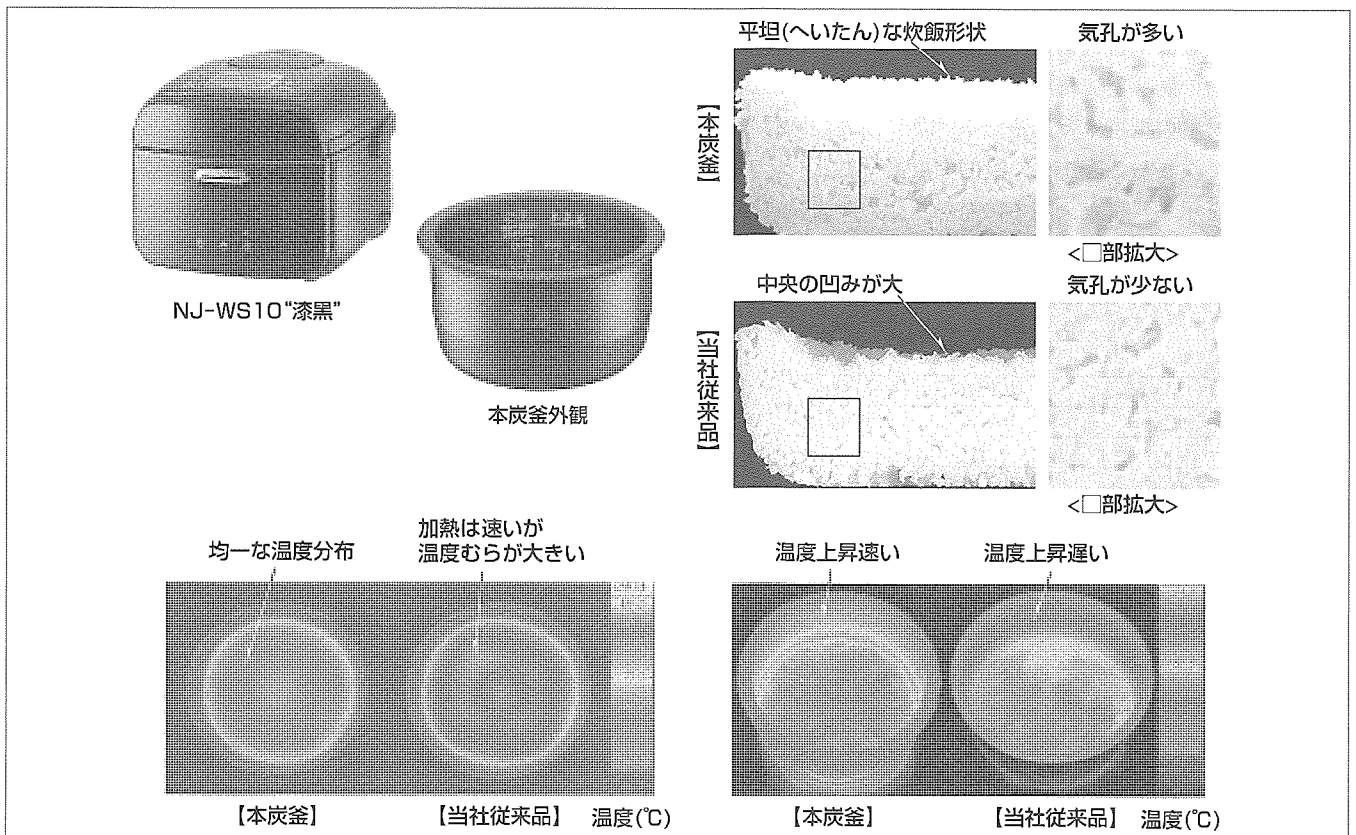 NJ-WS10“漆黒”
本炭釜外観
平坦(へいたん)な炊飯形状
気孔が多い
【本炭釜】
<□部拡大>
中央の凹みが大
気孔が少ない
【当社従来品】
<□部拡大>
均一な温度分布
加熱は速いが
温度むらが大きい
【本炭釜】
【当社従来品】
温度(℃)
温度上昇速い
温度上昇遅い
【本炭釜】
【当社従来品】
温度(℃)